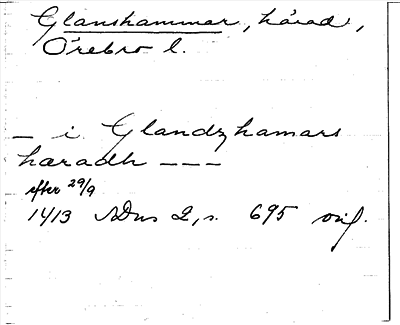 Glanshammar, härad,
Örebro l.
_ i Glandzhamars
haradh ---
efter 29/9
1413 SDns 2, s. 695 orig.